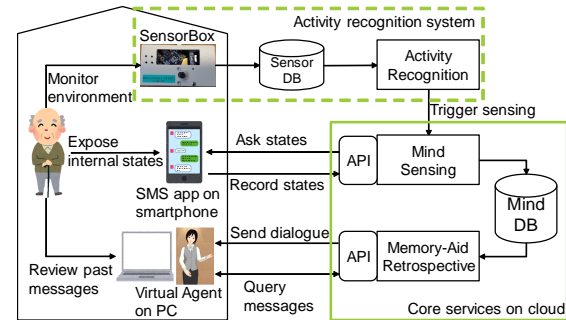 Activity recognition system
SensorBox
Sensor
DB
Activity
Recognition
Monitor
environment
Trigger sensing
Expose
internal states
Ask states
API
Mind
Sensing
Record states
SMS app on
smartphone
Mind
DB
Send dialogue
API
Memory-Aid
Retrospective
Review past
messages
Virtual Agent
on PC
Query
messages
Core services on cloud